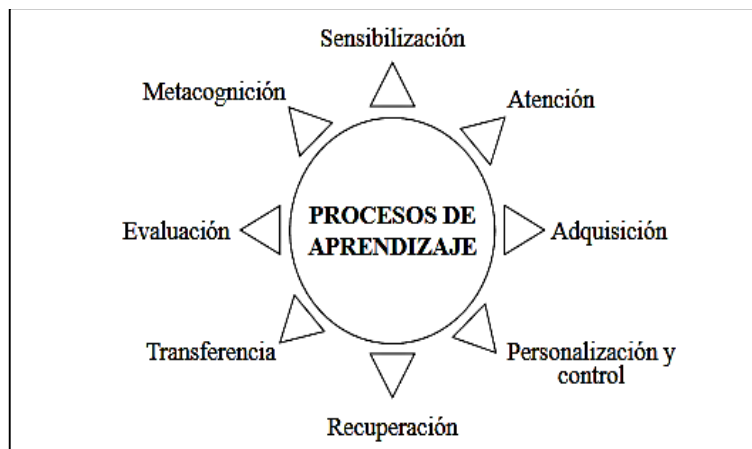 Sensibilización
Metacognición
Atención
PROCESOS DE
APRENDIZAJE
Evaluación
Adquisición
Transferencia
Personalización y
control
Recuperación